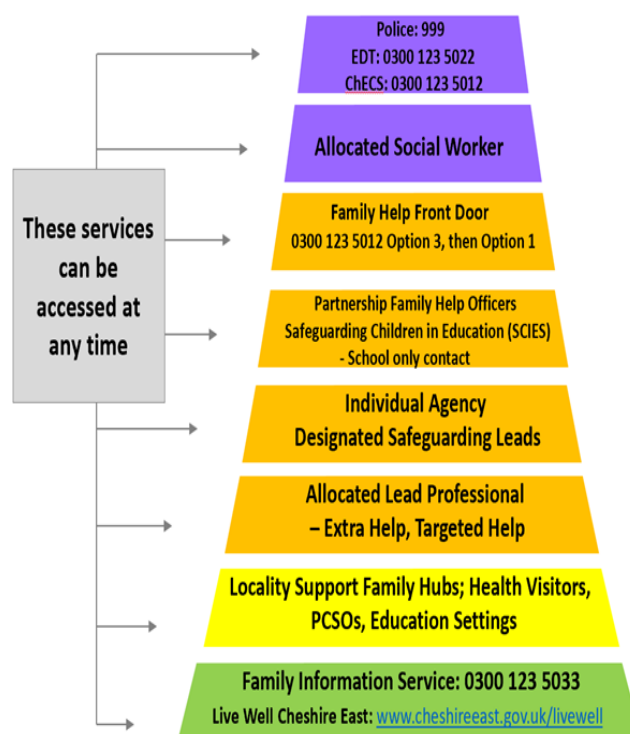 Police: 999
EDT: 0300 123 5022
ChECS: 0300 123 5012
Allocated Social Worker
These services
can be
accessed at
any time
Family Help Front Door
0300 123 5012 Option 3, then Option 1
Partnership Family Help Officers
Safeguarding Children in Education (SCIES)
- School only contact
Individual Agency
Designated Safeguarding Leads
Allocated Lead Professional
– Extra Help, Targeted Help
Locality Support Family Hubs; Health Visitors,
PCSOs, Education Settings
Family Information Service: 0300 123 5033
Live Well Cheshire East: www.cheshireeast.gov.uk/livewell